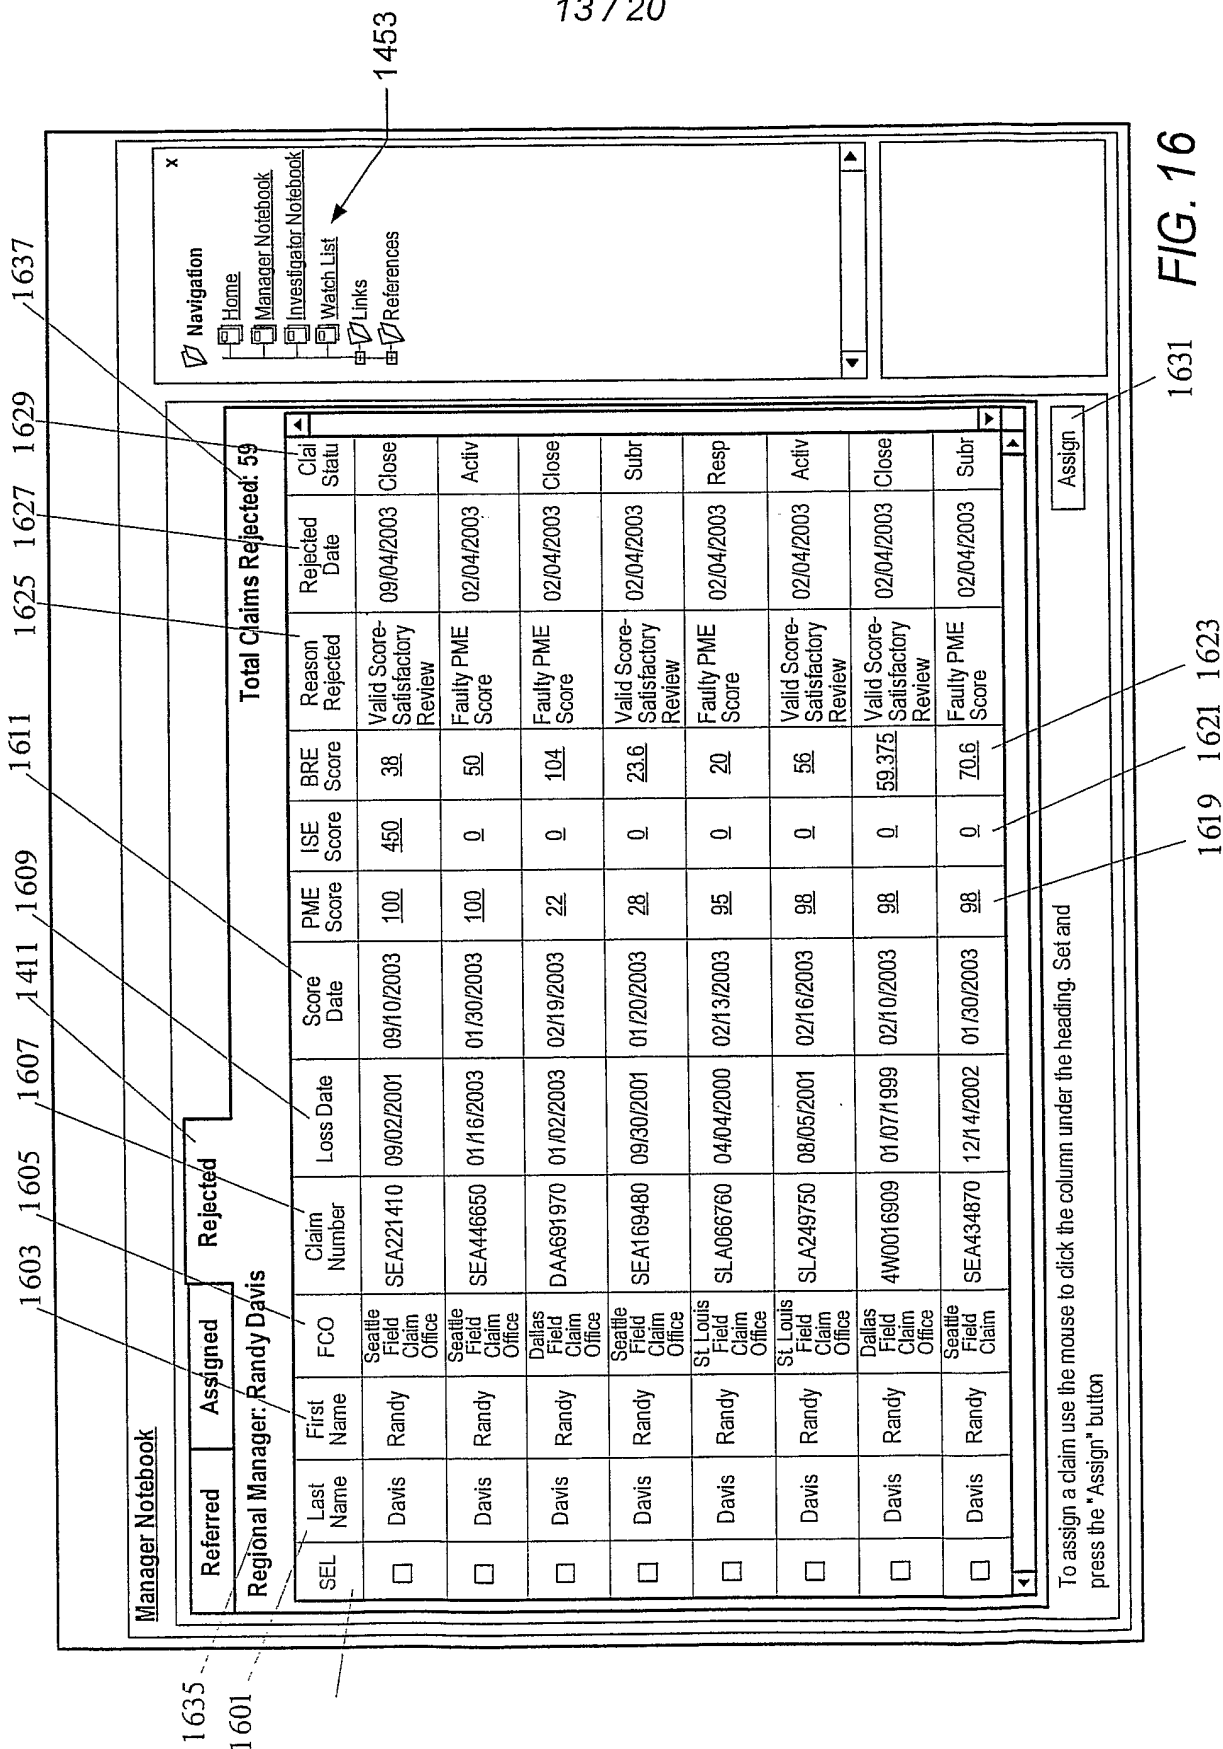 13 / 20
1453
1637
1629
1627
1625
1611
1609
1411
1607
1605
1603
1635
1601
Manager Notebook
Referred Assigned Rejected
Regional Manager: Randy Davis Total Claims Rejected: 59
SEL Last Name First Name FCO Claim Number Loss Date Score Date PME Score ISE Score BRE Score Reason Rejected Rejected Date Clai Statu
Davis Randy Seattle Field Claim Office SEA221410 09/02/2001 09/10/2003 100 450 38 Valid Score- Satisfactory Review 09/04/2003 Close
Davis Randy Seattle Field Claim Office SEA446650 01/16/2003 01/30/2003 100 0 50 Faulty PME Score 02/04/2003 Activ
Davis Randy Dallas Field Claim Office DAA691970 01/02/2003 02/19/2003 22 0 104 Faulty PME Score 02/04/2003 Close
Davis Randy Seattle Field Claim Office SEA169480 09/30/2001 01/20/2003 28 0 23.6 Valid Score- Satisfactory Review 02/04/2003 Subr
Davis Randy St. Louis Field Claim Office SLA066760 04/04/2000 02/13/2003 95 0 20 Faulty PME Score 02/04/2003 Resp
Davis Randy St. Louis Field Claim Office SLA249750 08/05/2001 02/16/2003 98 0 56 Valid Score- Satisfactory Review 02/04/2003 Activ
Davis Randy Dallas Field Claim Office 4W0016909 01/07/1999 02/10/2003 98 0 59.375 Valid Score- Satisfactory Review 02/04/2003 Close
Davis Randy Seattle Field Claim SEA434870 12/14/2002 01/30/2003 98 0 70.6 Faulty PME Score 02/04/2003 Subr
To assign a claim use the mouse to click the column under the heading. Set and
press the "Assign" button
Assign
x
Navigation
Home
Manager Notebook
Investigator Notebook
Watch List
Links
References
1619
1621
1623
1631
FIG. 16